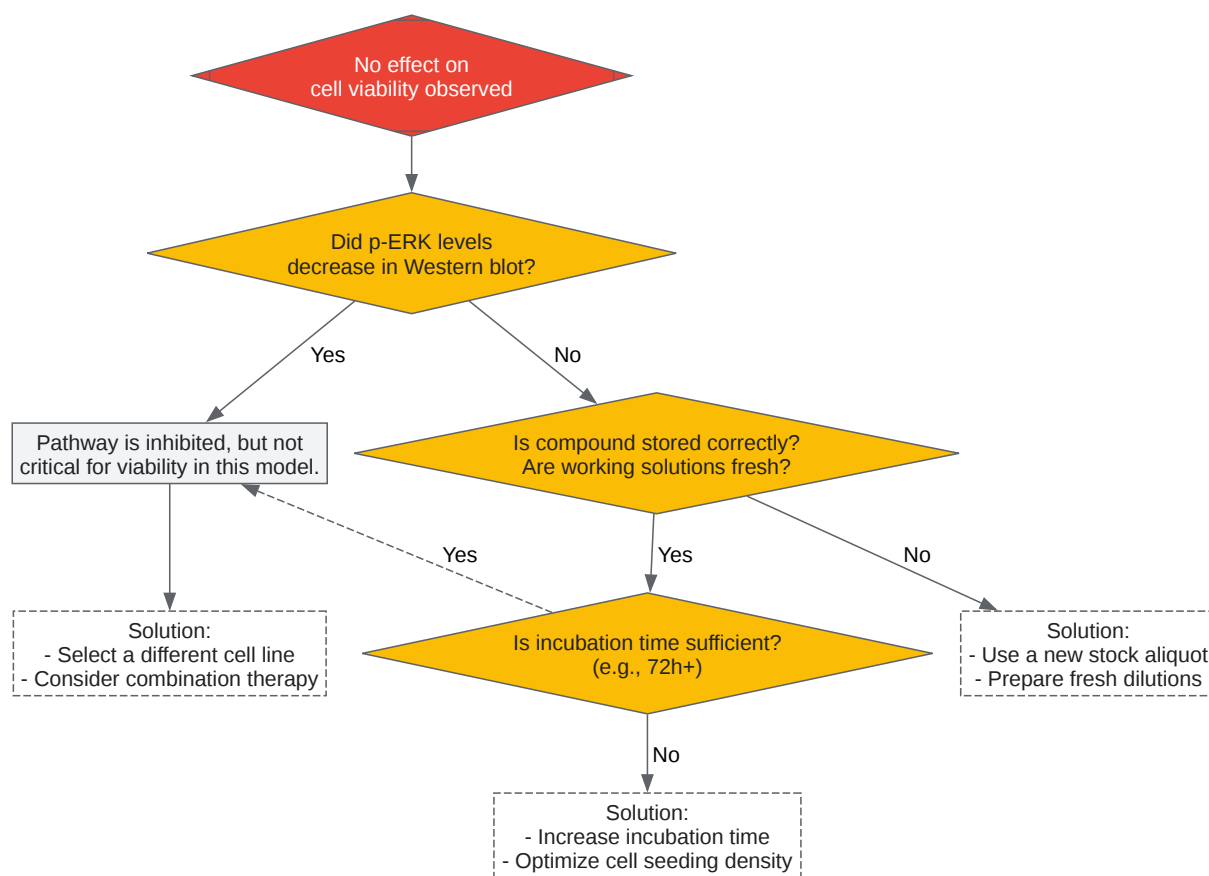 No effect on
cell viability observed
Did p-ERK levels
decrease in Western blot?
Yes
No
Pathway is inhibited, but not
critical for viability in this model.
Is compound stored correctly?
Are working solutions fresh?
Yes
Yes
No
Solution:
- Select a different cell line
- Consider combination therapy
Is incubation time sufficient?
(e.g., 72h+)
Solution:
- Use a new stock aliquot
- Prepare fresh dilutions
No
Solution:
- Increase incubation time
- Optimize cell seeding density